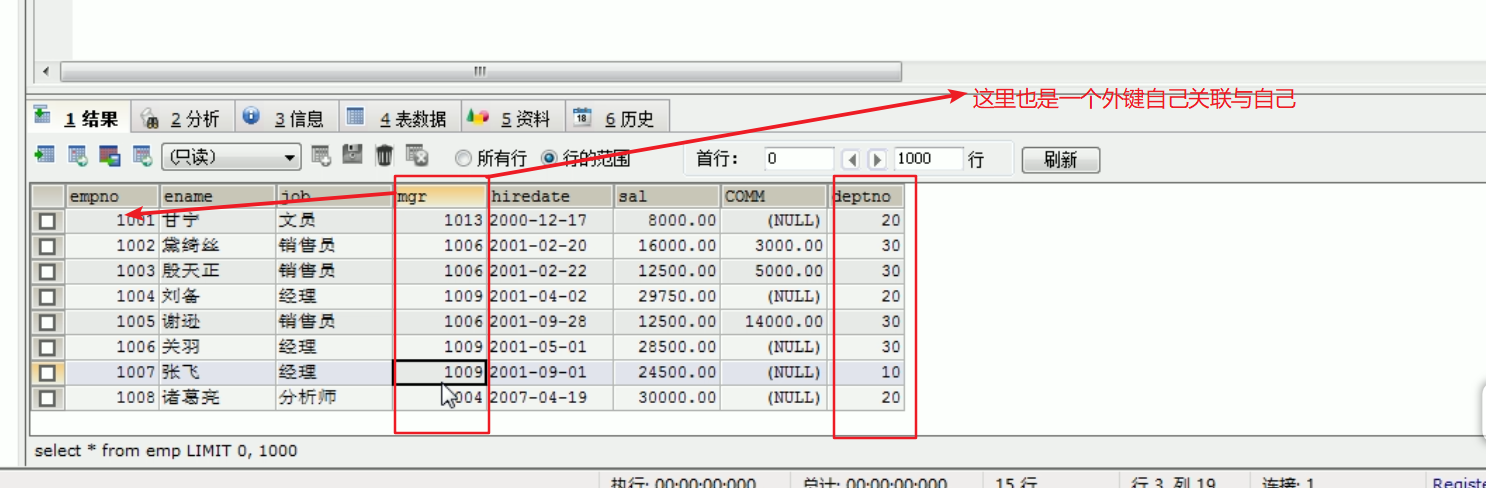 这里也是一个外键自己关联与自己
1 结果 2 分析 3 信息 4 表数据 5 资料 6 历史
(只读) 所有行 行的范围 首行: 0 1000 行 刷新
empno ename job mgr hiredate sal COMM deptno
1001 甘宁 文员 1013 2000-12-17 8000.00 (NULL) 20
1002 黛绮丝 销售员 1006 2001-02-20 16000.00 3000.00 30
1003 殷天正 销售员 1006 2001-02-22 12500.00 5000.00 30
1004 刘备 经理 1009 2001-04-02 29750.00 (NULL) 20
1005 谢逊 销售员 1006 2001-09-28 12500.00 14000.00 30
1006 关羽 经理 1009 2001-05-01 28500.00 (NULL) 30
1007 张飞 经理 1009 2001-09-01 24500.00 (NULL) 10
1008 诸葛亮 分析师 1004 2007-04-19 30000.00 (NULL) 20
select * from emp LIMIT 0, 1000
执行: 00:00:00:000 总计: 00:00:00:000 15 行 行 3, 列 19 连接: 1 Registe